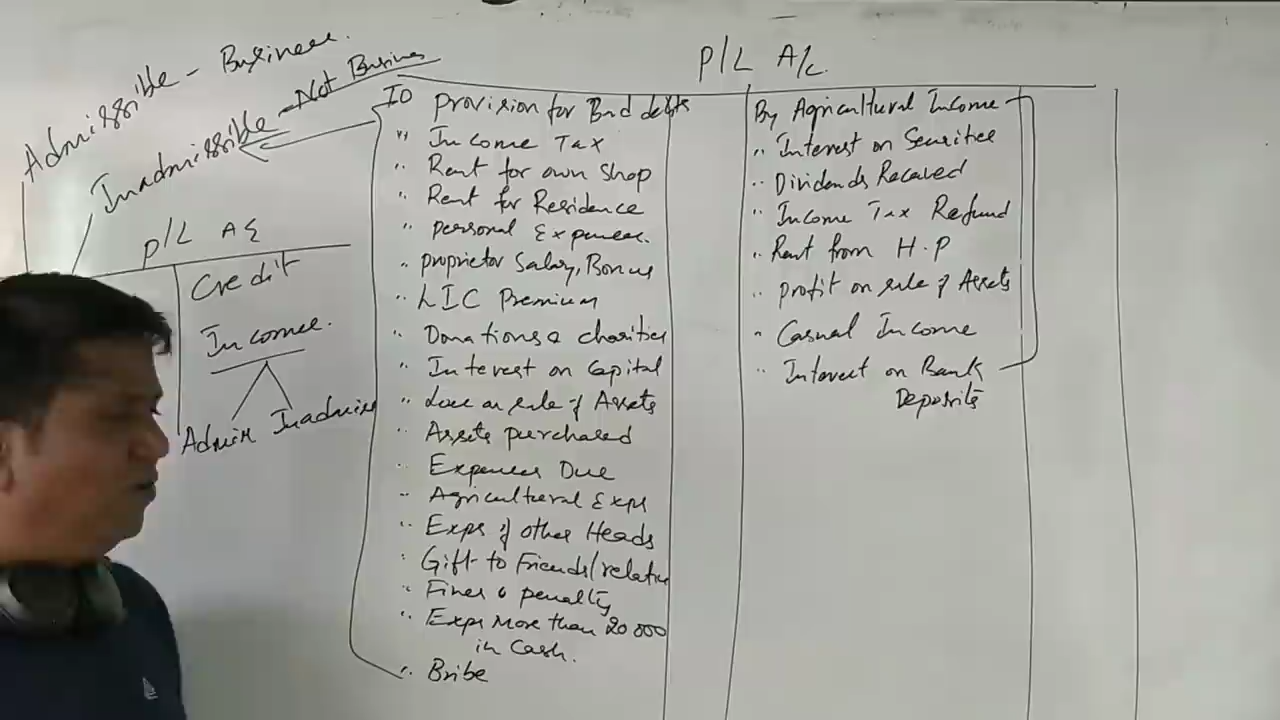 Admissible - Business.
Inadmissible - Not Business
P/L A/c
Credit
Incomes.
Admis Inadmiss
P/L A/c.
To Provision for Bad debts
" Income Tax
" Rent for own shop
" Rent for Residence
" Personal Expenses.
" Proprietor Salary, Bonus
" LIC Premium
" Donations & charities
" Interest on Capital
" Loss on sale of Assets
" Assets purchased
" Expenses Due
" Agricultural Exps
" Exps of other Heads
" Gift to Friends/relative
" Fines & penalty
" Exps More than 20 000
in Cash.
" Bribe
By Agricultural Income
" Interest on Securities
" Dividends Received
" Income Tax Refund
" Rent from H.P
" Profit on sale of Assets
" Casual Income
" Interest on Bank
Deposits